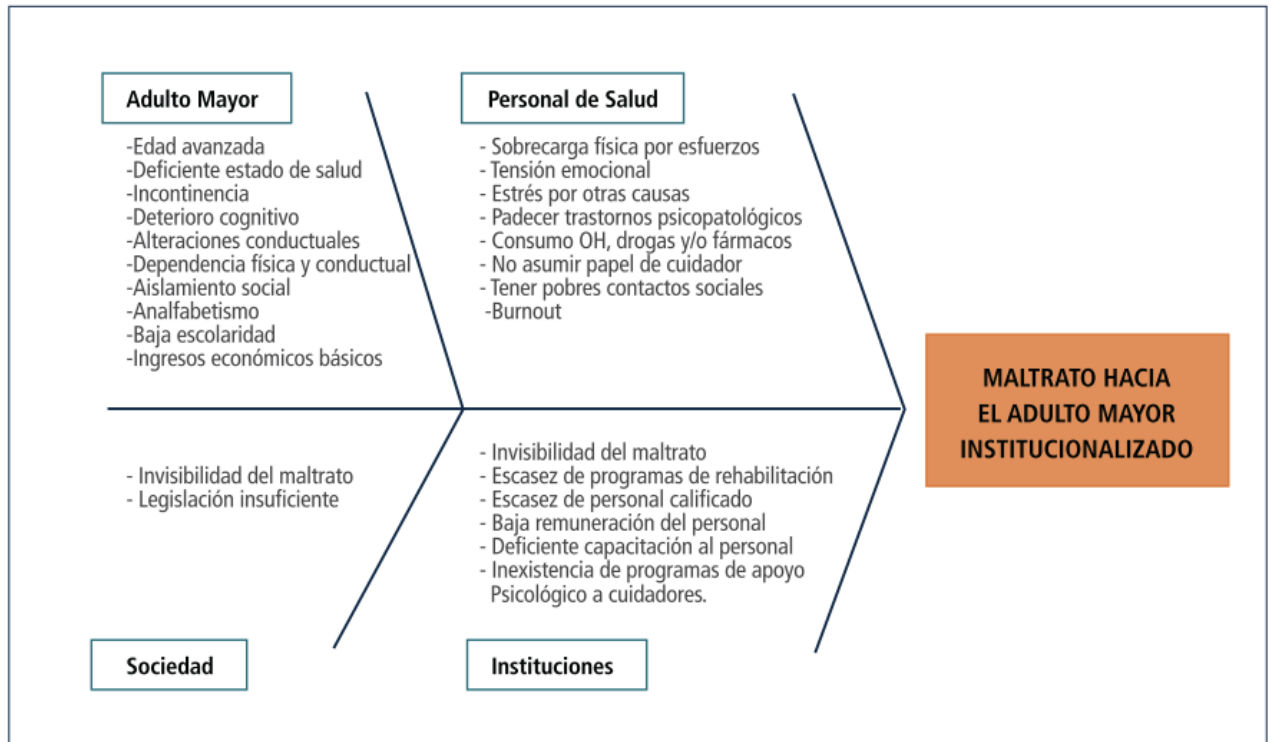 Adulto Mayor
-Edad avanzada
-Deficiente estado de salud
-Incontinencia
-Deterioro cognitivo
-Alteraciones conductuales
-Dependencia física y conductual
-Aislamiento social
-Analfabetismo
-Baja escolaridad
-Ingresos económicos básicos
Personal de Salud
- Sobrecarga física por esfuerzos
- Tensión emocional
- Estrés por otras causas
- Padecer trastornos psicopatológicos
- Consumo OH, drogas y/o fármacos
- No asumir papel de cuidador
- Tener pobres contactos sociales
-Burnout
MALTRATO HACIA
EL ADULTO MAYOR
INSTITUCIONALIZADO
- Invisibilidad del maltrato
- Legislación insuficiente
Sociedad
- Invisibilidad del maltrato
- Escasez de programas de rehabilitación
- Escasez de personal calificado
- Baja remuneración del personal
- Deficiente capacitación al personal
- Inexistencia de programas de apoyo
Psicológico a cuidadores.
Instituciones